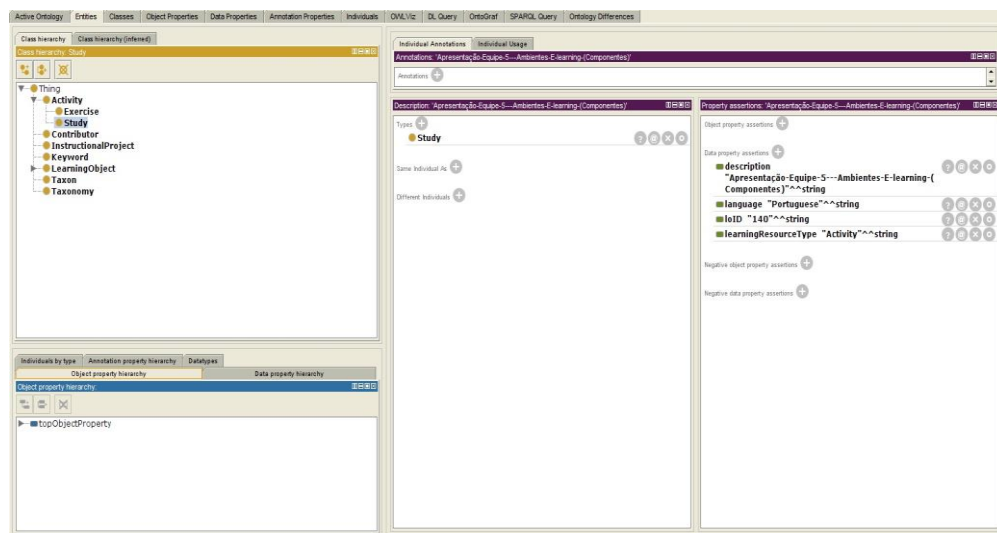 Active Ontology Entities Classes Object Properties Data Properties Annotation Properties Individuals OWLViz DL Query OntoGraf SPARQL Query Ontology Differences
Class hierarchy Class hierarchy (inferred)
Class hierarchy: Study
Thing
Activity
Exercise
Study
Contributor
InstructionalProject
Keyword
LearningObject
Taxon
Taxonomy
Individuals by type Annotation property hierarchy Datatypes
Object property hierarchy Data property hierarchy
Object property hierarchy:
topObjectProperty
Individual Annotations Individual Usage
Annotations: 'Apresentação-Equipe-5---Ambientes-E-learning-(Componentes)'
Annotations
Description: 'Apresentação-Equipe-5---Ambientes-E-learning-(Componentes)'
Types
Study
Same Individual As
Different Individuals
Property assertions: 'Apresentação-Equipe-5---Ambientes-E-learning-(Componentes)'
Object property assertions
Data property assertions
description
"Apresentação-Equipe-5---Ambientes-E-learning-(
Componentes)"^^string
language "Portuguese"^^string
loID "140"^^string
learningResourceType "Activity"^^string
Negative object property assertions
Negative data property assertions